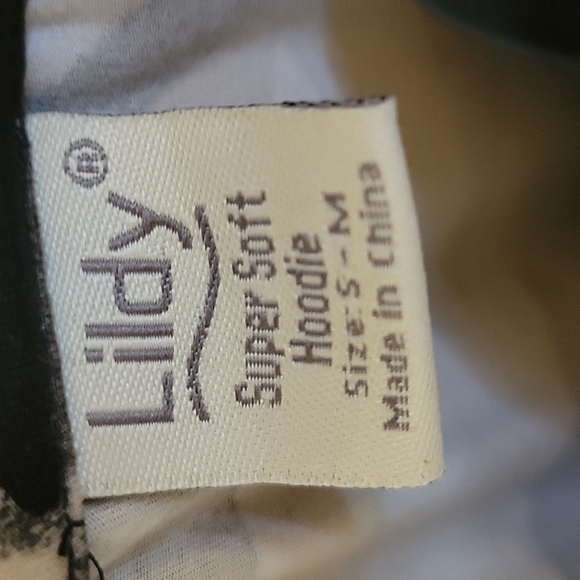 Lildy®
Super Soft
Hoodie
Size: S - M
Made in China